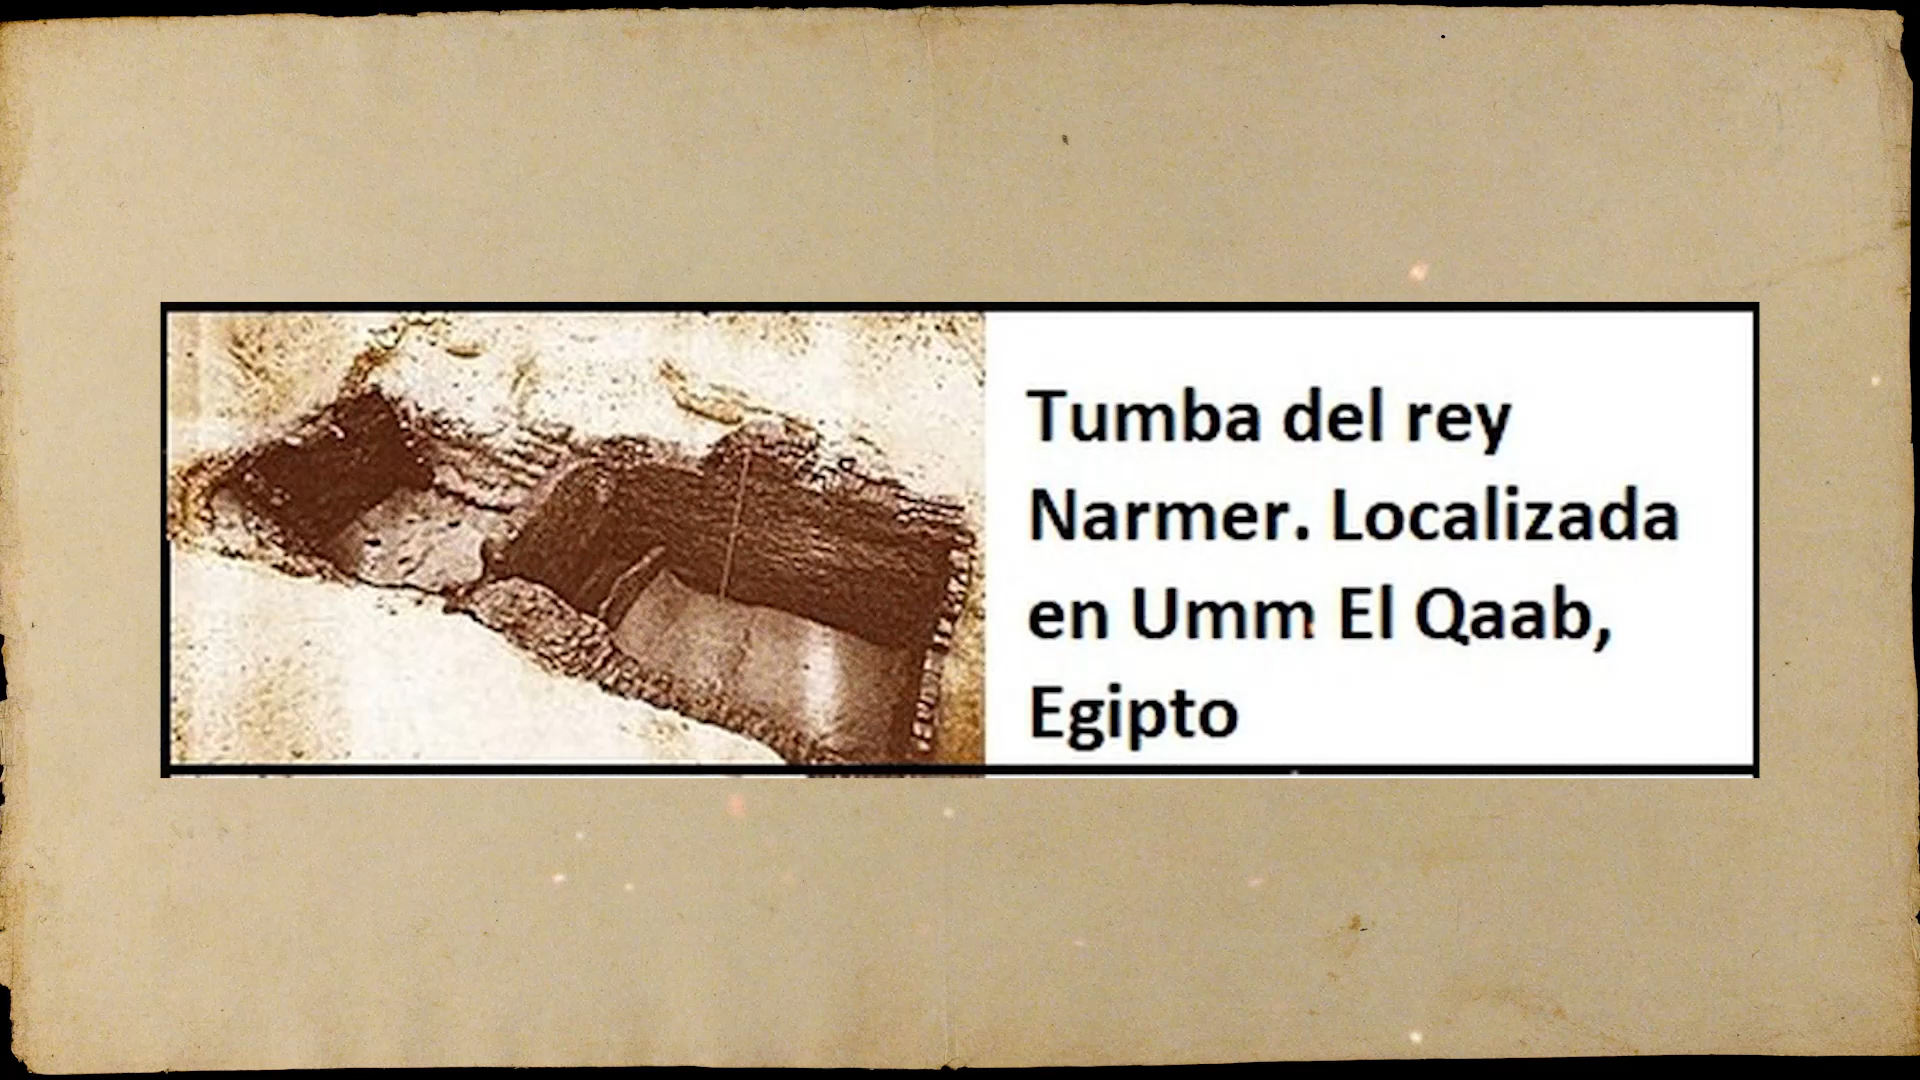 Tumba del rey
Narmer. Localizada
en Umm El Qaab,
Egipto